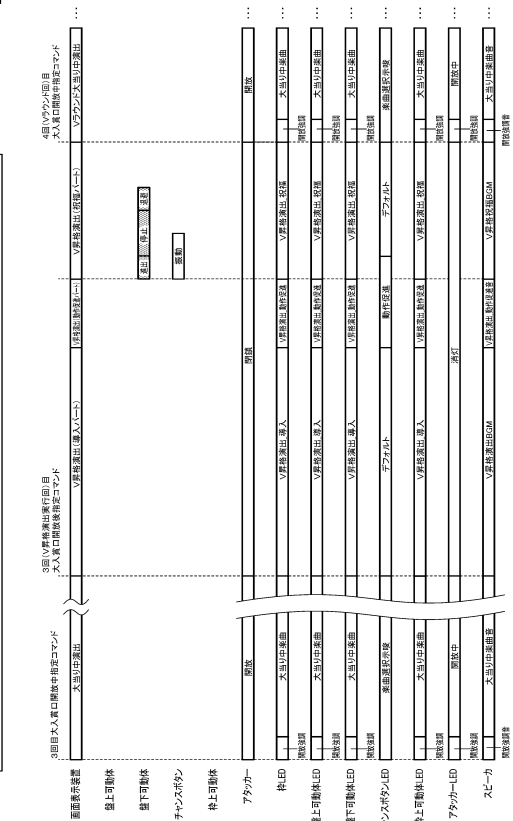 3回目大入賞口開放中指定コマンド
3回(V昇格演出実行回)目
大入賞口開放後指定コマンド
4回(Vラウンド回)目
大入賞口開放中指定コマンド
画面表示装置
大当り中演出
V昇格演出(導入パート)
V昇格演出(動作促進パート)
V昇格演出(祝福パート)
Vラウンド大当り中演出
…
盤上可動体
盤下可動体
進出
停止
退避
チャンスボタン
振動
枠上可動体
アタッカー
開放
閉鎖
開放
…
枠LED
大当り中楽曲
開放強調
V昇格演出_導入
V昇格演出_動作促進
V昇格演出_祝福
大当り中楽曲
開放強調
…
盤上可動体LED
大当り中楽曲
開放強調
V昇格演出_導入
V昇格演出_動作促進
V昇格演出_祝福
大当り中楽曲
開放強調
…
盤下可動体LED
大当り中楽曲
開放強調
V昇格演出_導入
V昇格演出_動作促進
V昇格演出_祝福
大当り中楽曲
開放強調
…
ンスボタンLED
楽曲選択示唆
デフォルト
動作促進
デフォルト
楽曲選択示唆
…
上可動体LED
大当り中楽曲
開放強調
V昇格演出_導入
V昇格演出_動作促進
V昇格演出_祝福
大当り中楽曲
開放強調
…
アタッカーLED
開放中
開放強調
消灯
開放中
開放強調
…
スピーカ
大当り中楽曲音
開放強調音
V昇格演出BGM
V昇格演出_動作促進音
V昇格祝福BGM
大当り中楽曲音
開放強調音
…